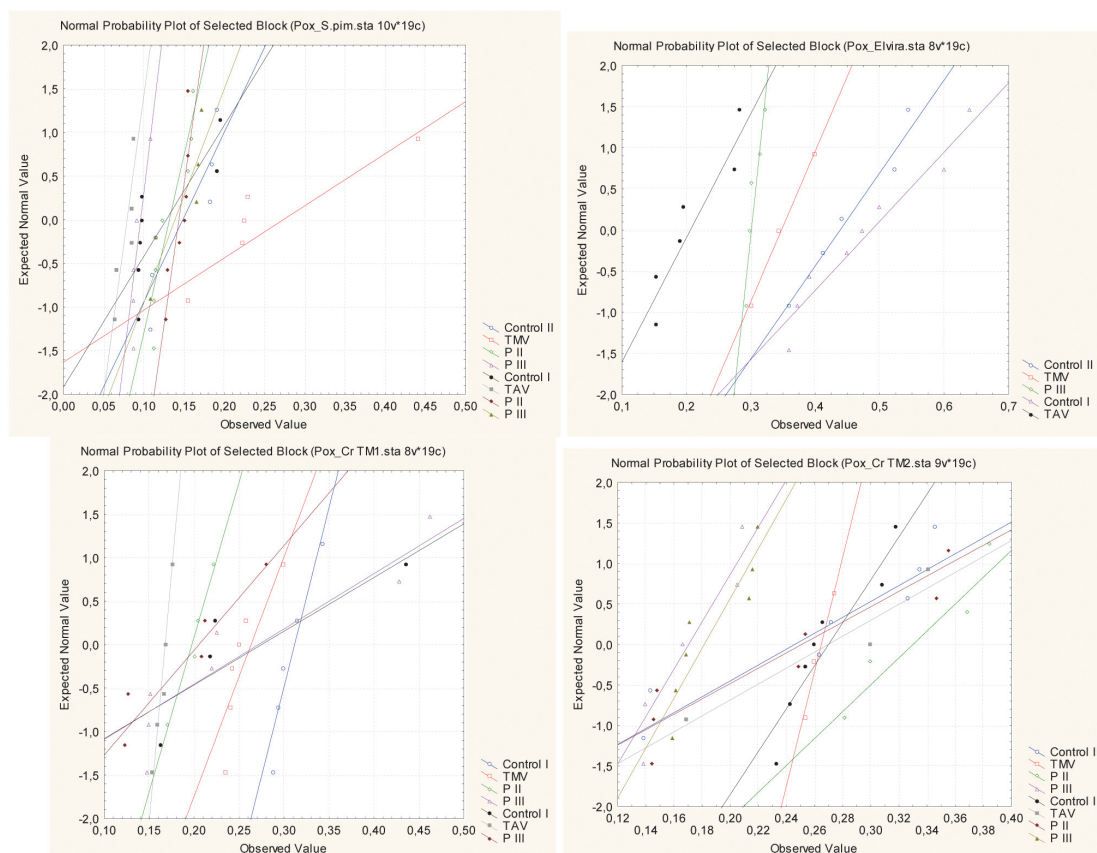 Normal Probability Plot of Selected Block (Pox_S.pim.sta 10v*19c)
2,0
1,5
1,0
0,5
0,0
-0,5
-1,0
-1,5
-2,0
Expected Normal Value
0,00 0,05 0,10 0,15 0,20 0,25 0,30 0,35 0,40 0,45 0,50
Observed Value
Control II
TMV
P II
P III
Control I
TAV
P II
P III
Normal Probability Plot of Selected Block (Pox_Elvira.sta 8v*19c)
2,0
1,5
1,0
0,5
0,0
-0,5
-1,0
-1,5
-2,0
Expected Normal Value
0,1 0,2 0,3 0,4 0,5 0,6 0,7
Observed Value
Control II
TMV
P III
Control I
TAV
Normal Probability Plot of Selected Block (Pox_Cr TM1.sta 8v*19c)
2,0
1,5
1,0
0,5
0,0
-0,5
-1,0
-1,5
-2,0
Expected Normal Value
0,10 0,15 0,20 0,25 0,30 0,35 0,40 0,45 0,50
Observed Value
Control I
TMV
P II
P III
Control I
TAV
P III
Normal Probability Plot of Selected Block (Pox_Cr TM2.sta 9v*19c)
2,0
1,5
1,0
0,5
0,0
-0,5
-1,0
-1,5
-2,0
Expected Normal Value
0,12 0,16 0,20 0,24 0,28 0,32 0,36 0,40
0,14 0,18 0,22 0,26 0,30 0,34 0,38
Observed Value
Control I
TMV
P II
P III
Control I
TAV
P II
P III